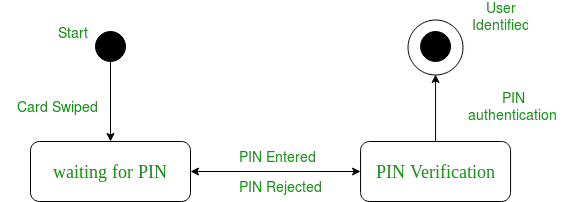 Start
User
Identified
Card Swiped
PIN
authentication
waiting for PIN
PIN Entered
PIN Rejected
PIN Verification